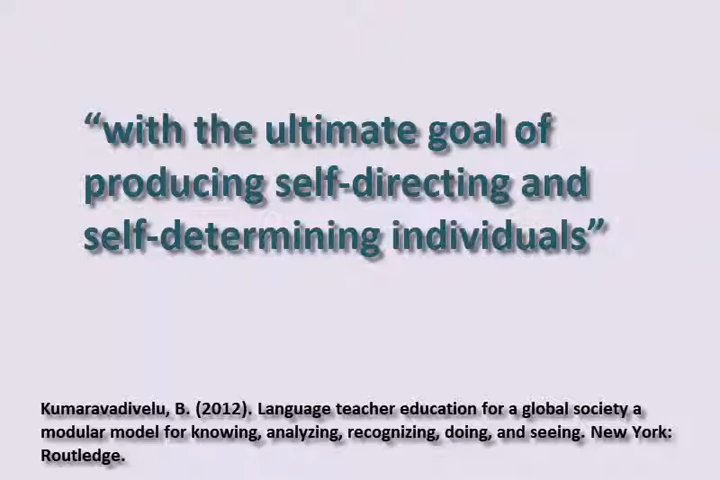 “with the ultimate goal of
producing self-directing and
self-determining individuals”
Kumaravadivelu, B. (2012). Language teacher education for a global society a
modular model for knowing, analyzing, recognizing, doing, and seeing. New York:
Routledge.